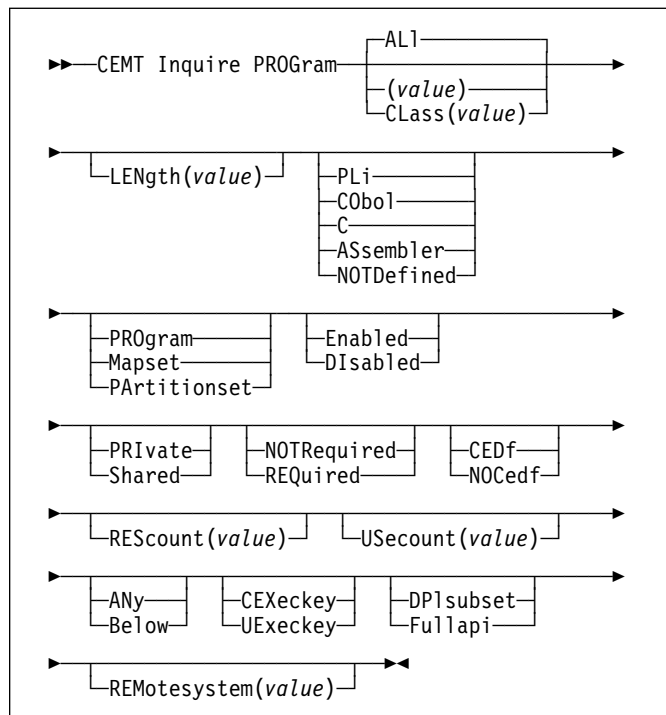 ALl
CEMT Inquire PROGram
(value)
CLass(value)
LENgth(value) PLi
CObol
C
ASsembler
NOTDefined
PROgram Enabled
Mapset DIsabled
PArtitionset
PRIvate NOTRequired CEDf
Shared REQuired NOCedf
REScount(value) USecount(value)
ANy CEXeckey DPlsubset
Below UExeckey Fullapi
REMotesystem(value)